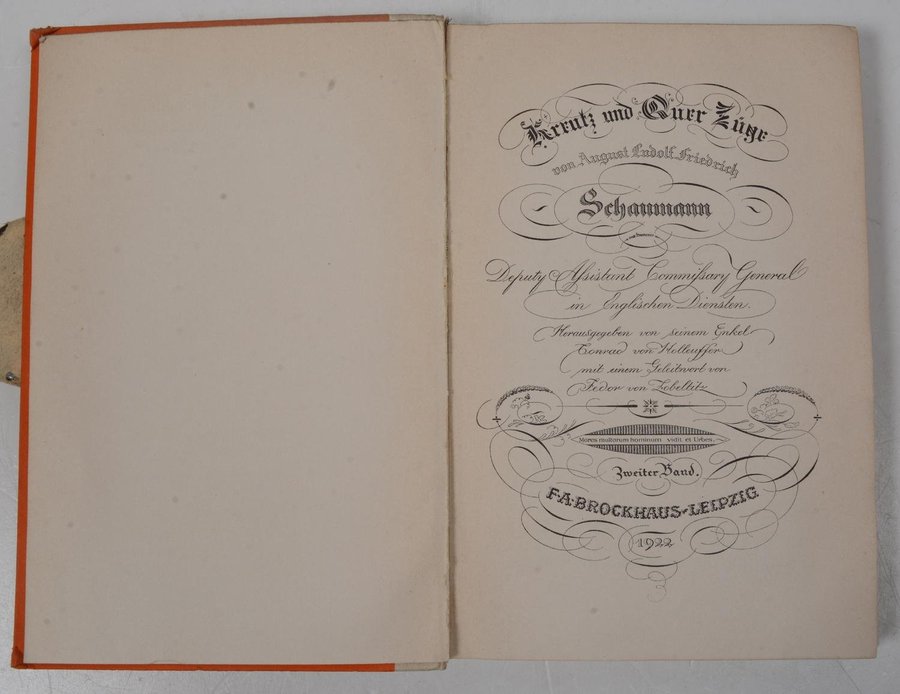 Kreutz und Quer Züge
von August Ludolf Friedrich
Schaumann
Deputy Assistant Commissary General
in Englischen Diensten.
Herausgegeben von seinem Enkel
Conrad von Holleuffer
mit einem Geleitwort von
Fedor von Zobeltitz
Mores multorum hominum vidit et Urbes.
Zweiter Band.
F·A·BROCKHAUS-LEIPZIG
1922